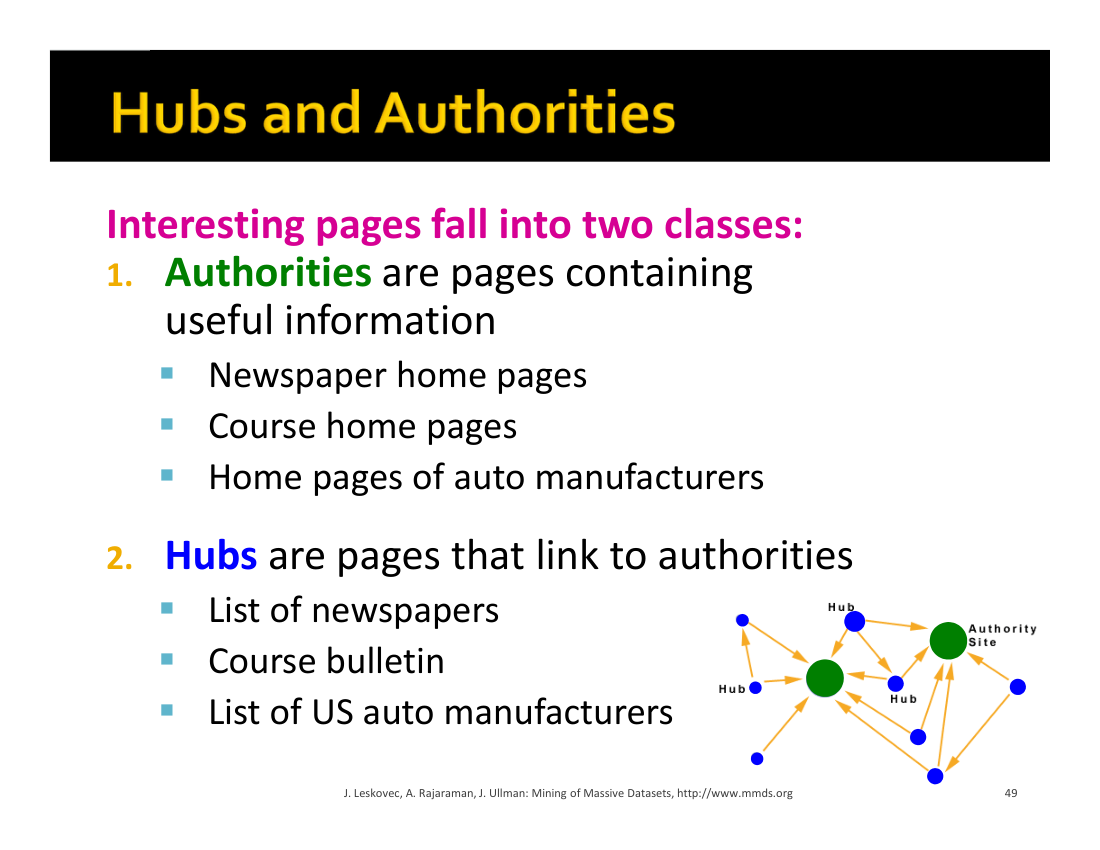 Hubs and Authorities
Interesting pages fall into two classes:
1. Authorities are pages containing
useful information
▪ Newspaper home pages
▪ Course home pages
▪ Home pages of auto manufacturers
2. Hubs are pages that link to authorities
▪ List of newspapers
▪ Course bulletin
▪ List of US auto manufacturers
Hub
Authority
Site
Hub
Hub
J. Leskovec, A. Rajaraman, J. Ullman: Mining of Massive Datasets, http://www.mmds.org
49